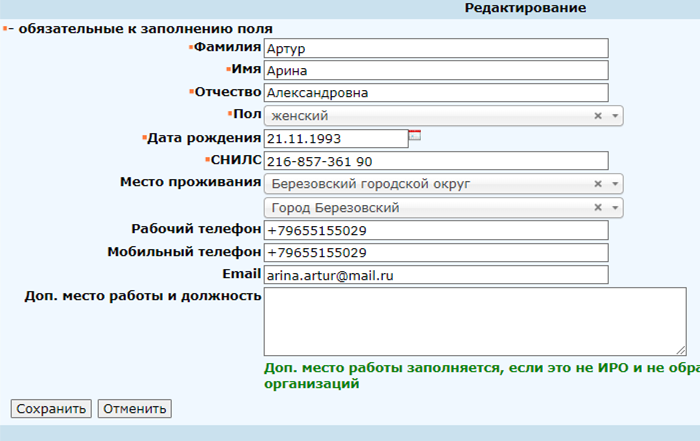 Редактирование
- обязательные к заполнению поля
Фамилия Артур
Имя Арина
Отчество Александровна
Пол женский
Дата рождения 21.11.1993
СНИЛС 216-857-361 90
Место проживания Березовский городской округ
Город Березовский
Рабочий телефон +79655155029
Мобильный телефон +79655155029
Email arina.artur@mail.ru
Доп. место работы и должность
Доп. место работы заполняется, если это не ИРО и не обра
организаций
Сохранить Отменить